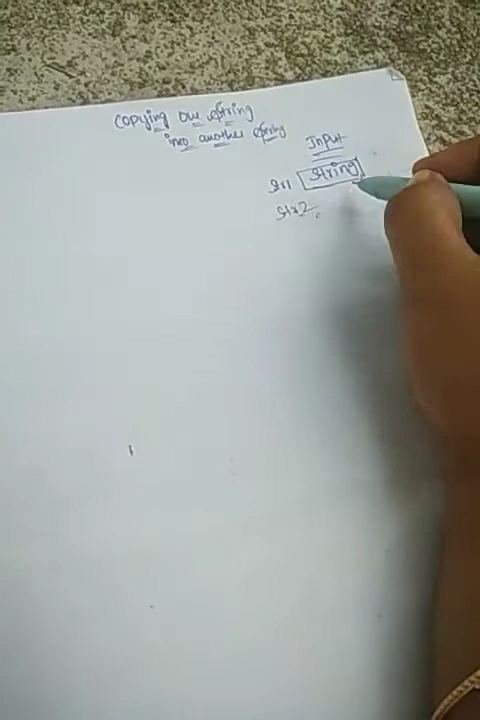 Copying one string
into another string
Input
str1 string
str2